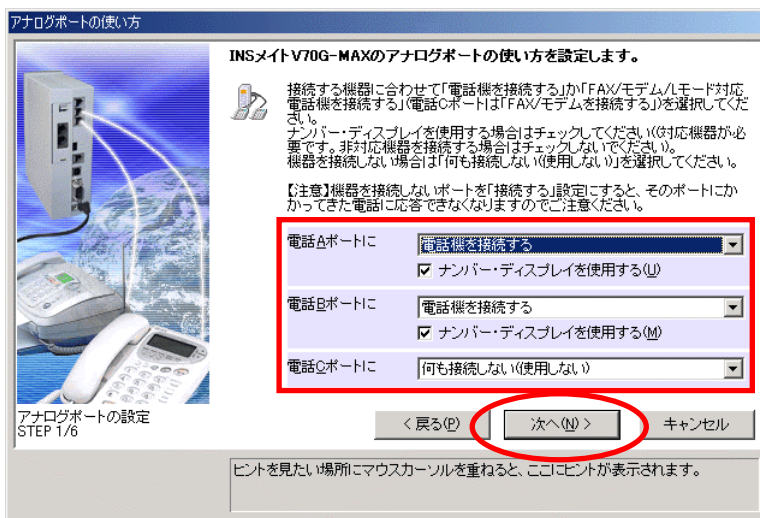 アナログポートの使い方
INSメイトV70G-MAXのアナログポートの使い方を設定します。
接続する機器に合わせて「電話機を接続する」か「FAX/モデム/Lモード対応
電話機を接続する」(電話Cポートは「FAX/モデムを接続する」)を選択してくだ
さい。
ナンバー・ディスプレイを使用する場合はチェックしてください(対応機器が必
要です。非対応機器を接続する場合はチェックしないでください)。
機器を接続しない場合は「何も接続しない(使用しない)」を選択してください。
【注意】機器を接続しないポートを「接続する」設定にすると、そのポートにか
かってきた電話に応答できなくなりますのでご注意ください。
電話Aポートに
電話機を接続する
ナンバー・ディスプレイを使用する(U)
電話Bポートに
電話機を接続する
ナンバー・ディスプレイを使用する(M)
電話Cポートに
何も接続しない(使用しない)
アナログポートの設定
STEP 1/6
< 戻る(P)
次へ(N) >
キャンセル
ヒントを見たい場所にマウスカーソルを重ねると、ここにヒントが表示されます。